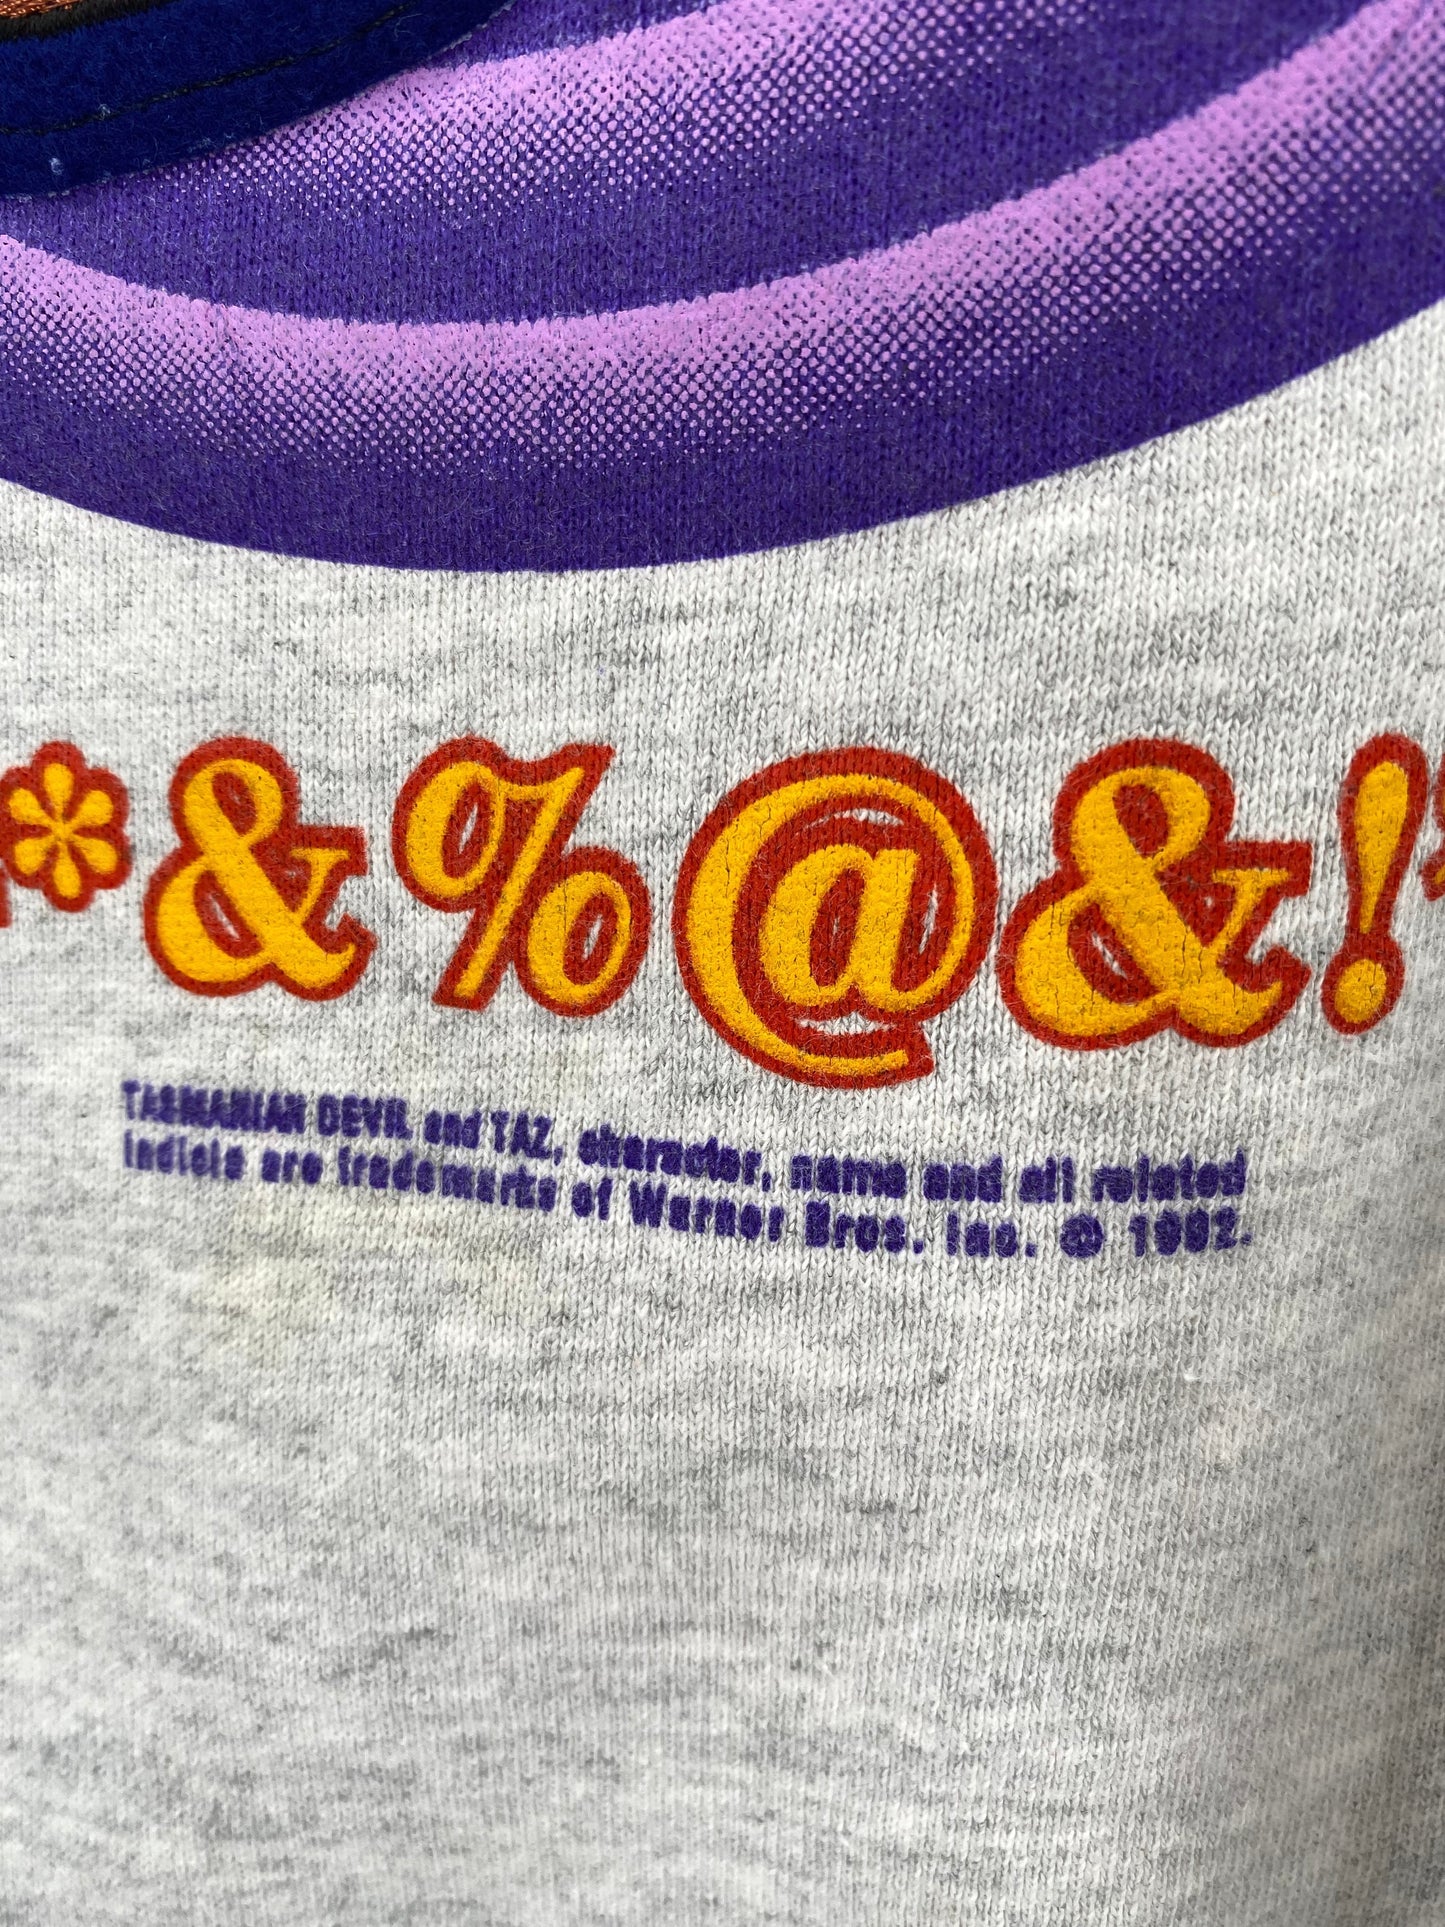 *&%@&!*
TASMANIAN DEVIL and TAZ, character, name and all related
indicia are trademarks of Warner Bros. Inc. © 1992.